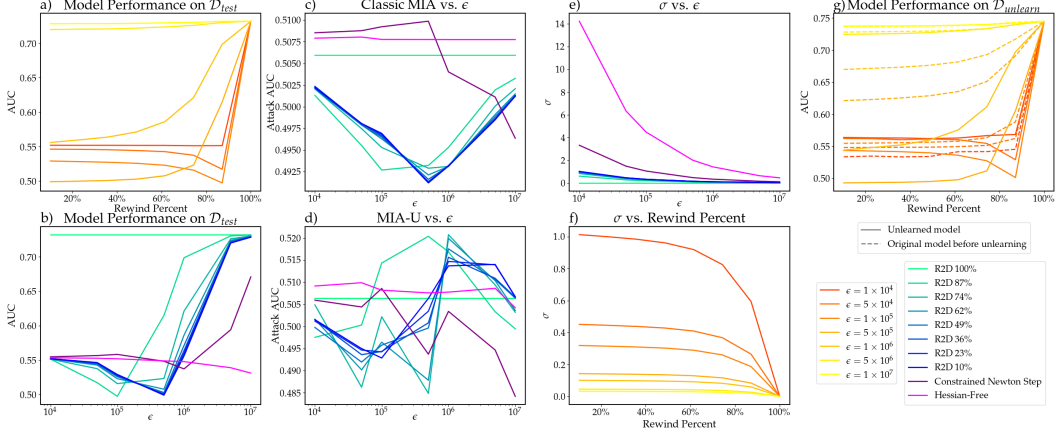 a) Model Performance on 𝒟test
AUC
0.70
0.65
0.60
0.55
0.50
20% 40% 60% 80% 100%
Rewind Percent
b) Model Performance on 𝒟test
AUC
0.70
0.65
0.60
0.55
0.50
10⁴ 10⁵ 10⁶ 10⁷
ϵ
c) Classic MIA vs. ϵ
Attack AUC
0.5100
0.5075
0.5050
0.5025
0.5000
0.4975
0.4950
0.4925
10⁴ 10⁵ 10⁶ 10⁷
ϵ
d) MIA-U vs. ϵ
Attack AUC
0.520
0.515
0.510
0.505
0.500
0.495
0.490
0.485
10⁴ 10⁵ 10⁶ 10⁷
ϵ
e) σ vs. ϵ
σ
14
12
10
8
6
4
2
0
10⁴ 10⁵ 10⁶ 10⁷
ϵ
f) σ vs. Rewind Percent
σ
1.0
0.8
0.6
0.4
0.2
0.0
20% 40% 60% 80% 100%
Rewind Percent
g) Model Performance on 𝒟unlearn
AUC
0.75
0.70
0.65
0.60
0.55
0.50
20% 40% 60% 80% 100%
Rewind Percent
Unlearned model
Original model before unlearning
ϵ = 1 × 10⁴
ϵ = 5 × 10⁴
ϵ = 1 × 10⁵
ϵ = 5 × 10⁵
ϵ = 1 × 10⁶
ϵ = 5 × 10⁶
ϵ = 1 × 10⁷
R2D 100%
R2D 87%
R2D 74%
R2D 62%
R2D 49%
R2D 36%
R2D 23%
R2D 10%
Constrained Newton Step
Hessian-Free